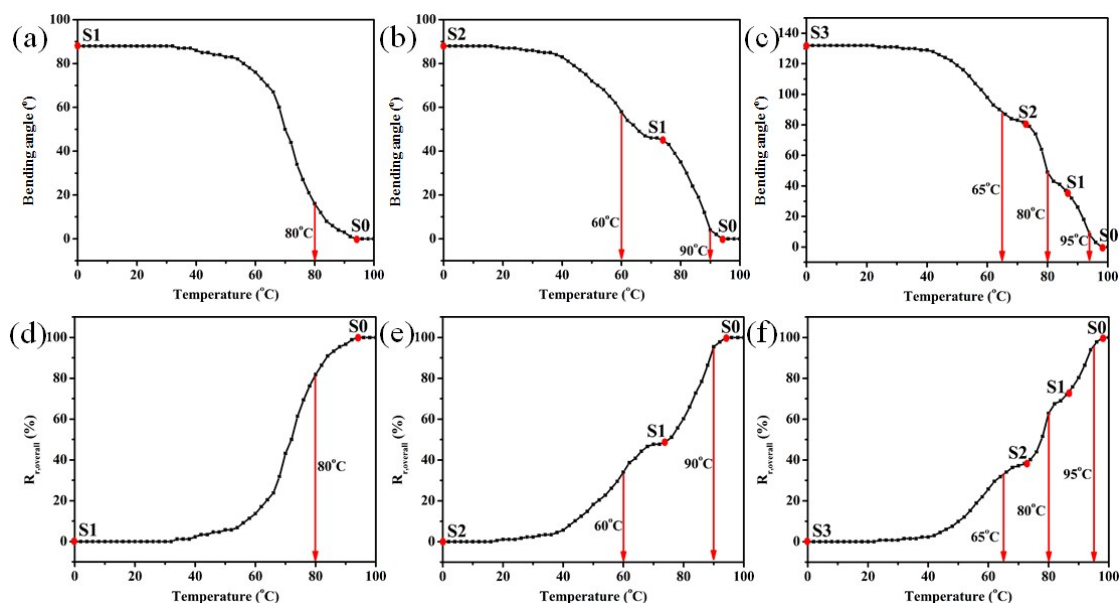 (a)
S1
100
80
60
40
20
0
Bending angle (°)
80°C
S0
0 20 40 60 80 100
Temperature (°C)
(b)
S2
100
80
60
40
20
0
Bending angle (°)
S1
60°C
90°C
S0
0 20 40 60 80 100
Temperature (°C)
(c)
S3
140
120
100
80
60
40
20
0
Bending angle (°)
S2
65°C
S1
80°C
95°C
S0
0 20 40 60 80 100
Temperature (°C)
(d)
S0
100
80
60
40
20
0
Rr,overall (%)
80°C
S1
0 20 40 60 80 100
Temperature (°C)
(e)
S0
100
80
60
40
20
0
Rr,overall (%)
S1
90°C
60°C
S2
0 20 40 60 80 100
Temperature (°C)
(f)
S0
100
80
60
40
20
0
Rr,overall (%)
S1
S2
95°C
80°C
65°C
S3
0 20 40 60 80 100
Temperature (°C)